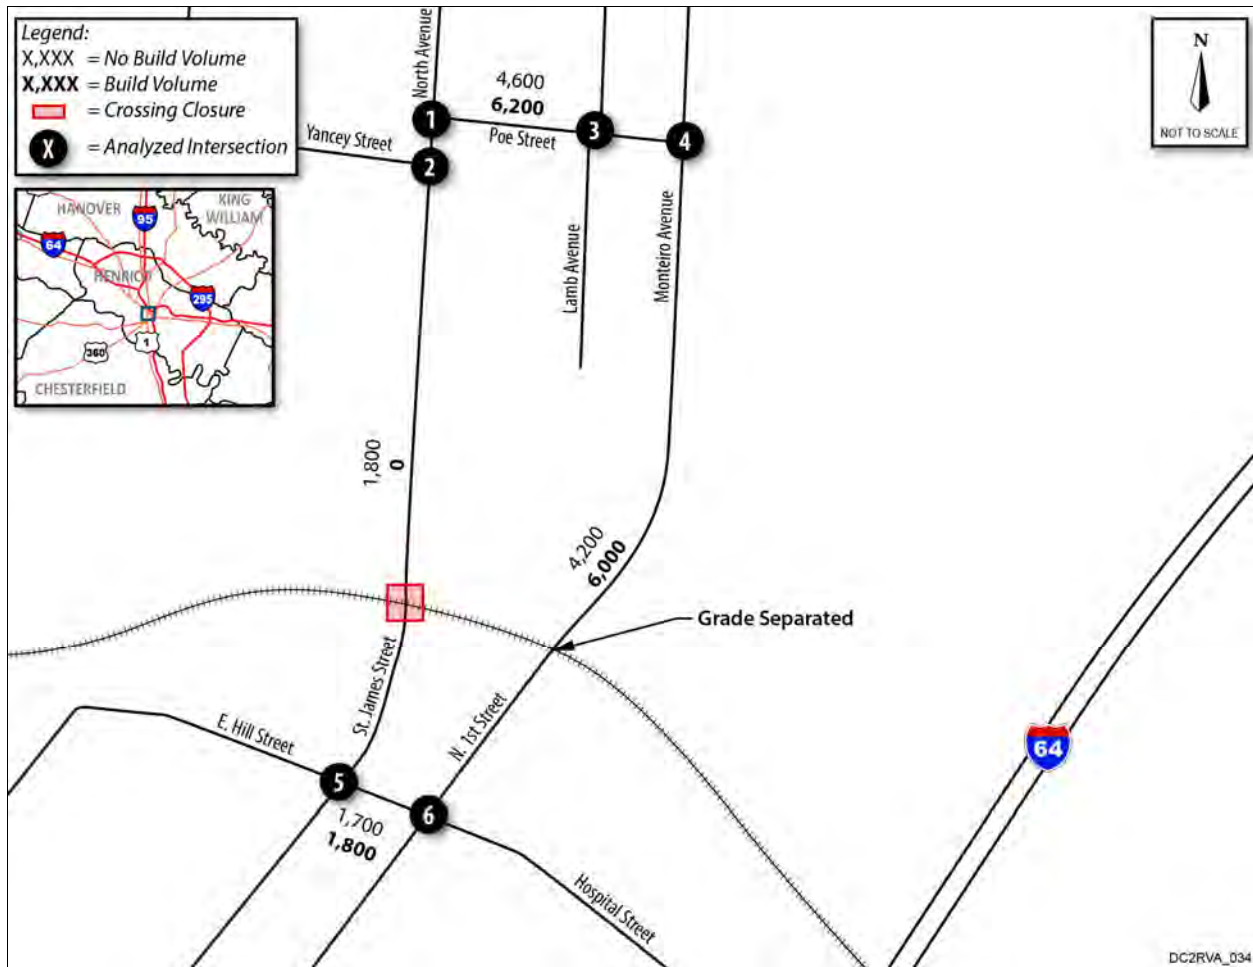 Legend:
X,XXX = No Build Volume
X,XXX = Build Volume
= Crossing Closure
X = Analyzed Intersection
N
NOT TO SCALE
North Avenue
4,600
6,200
Poe Street
1
2
3
4
Yancey Street
Lamb Avenue
Monteiro Avenue
HANOVER
KING
WILLIAM
95
64
HENRICO
295
360
1
CHESTERFIELD
1,800
0
4,200
6,000
Grade Separated
St. James Street
N. 1st Street
E. Hill Street
64
5
6
1,700
1,800
Hospital Street
DC2RVA_034